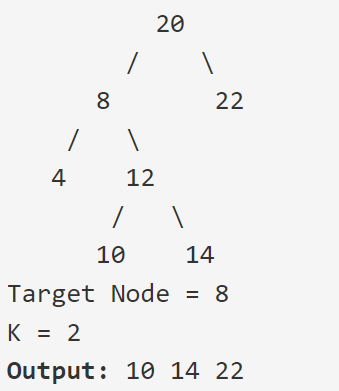 20
/ \
8 22
/ \
4 12
/ \
10 14
Target Node = 8
K = 2
Output: 10 14 22